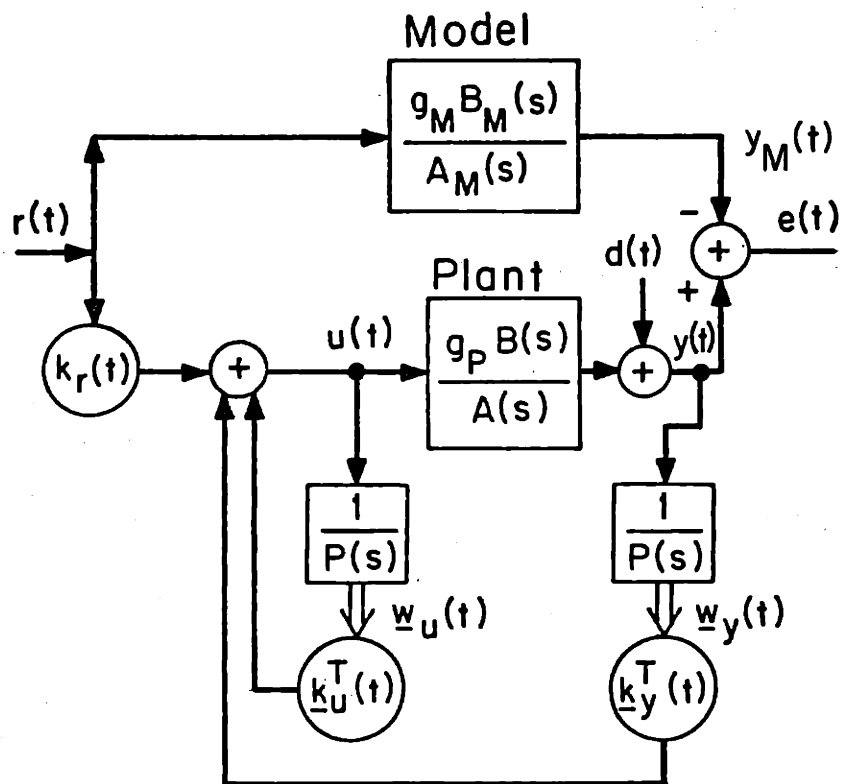 Model
g_M B_M(s)
A_M(s)
y_M(t)
r(t)
-
+
e(t)
d(t)
+
Plant
k_r(t)
+
u(t)
g_P B(s)
A(s)
+
y(t)
1
P(s)
1
P(s)
w_u(t)
w_y(t)
k_u^T(t)
k_y^T(t)